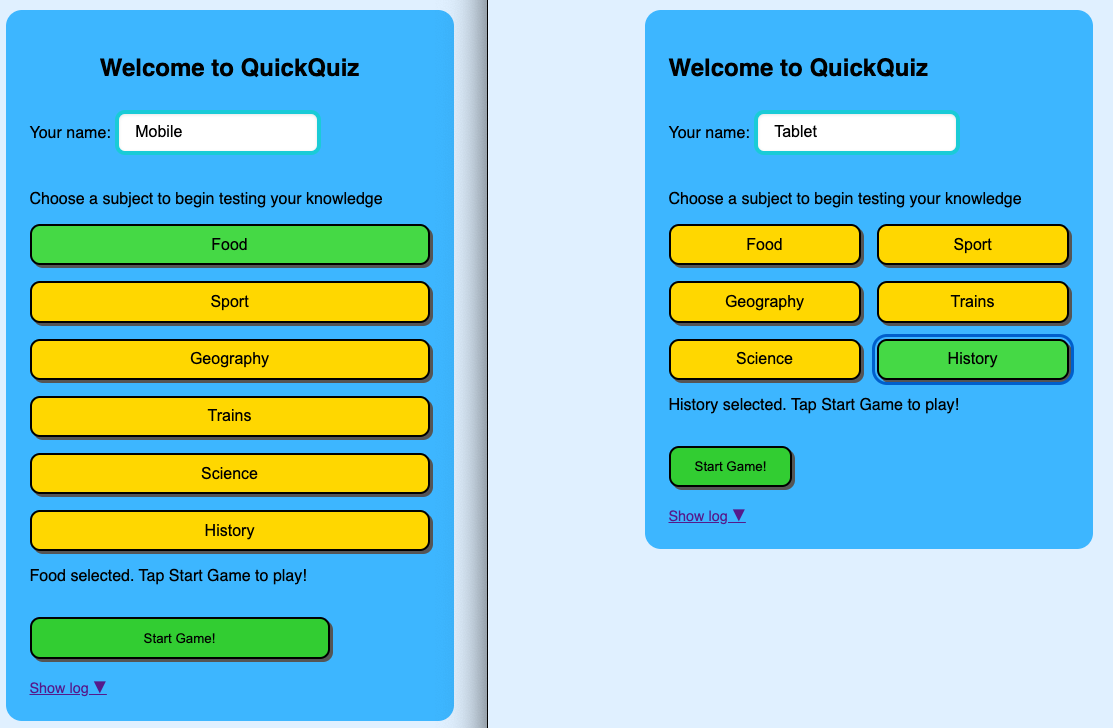 Welcome to QuickQuiz
Your name: Mobile
Choose a subject to begin testing your knowledge
Food
Sport
Geography
Trains
Science
History
Food selected. Tap Start Game to play!
Start Game!
Show log ▼
Welcome to QuickQuiz
Your name: Tablet
Choose a subject to begin testing your knowledge
Food Sport
Geography Trains
Science History
History selected. Tap Start Game to play!
Start Game!
Show log ▼